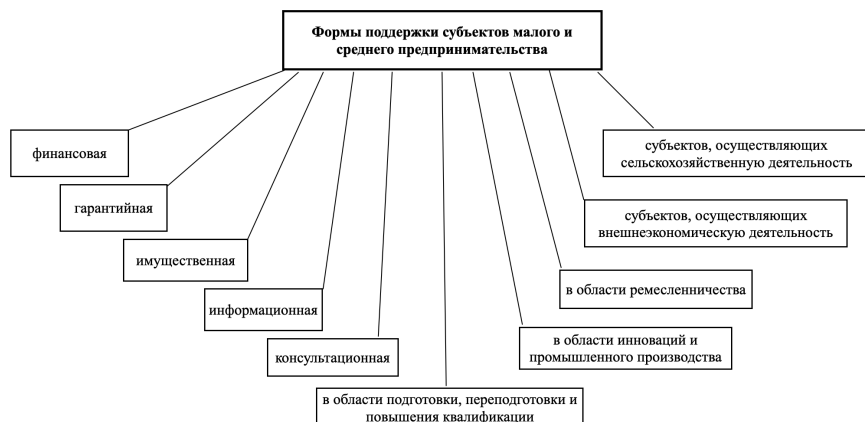 Формы поддержки субъектов малого и
среднего предпринимательства
финансовая
гарантийная
имущественная
информационная
консультационная
в области подготовки, переподготовки и
повышения квалификации
в области инноваций и
промышленного производства
в области ремесленничества
субъектов, осуществляющих
внешнеэкономическую деятельность
субъектов, осуществляющих
сельскохозяйственную деятельность